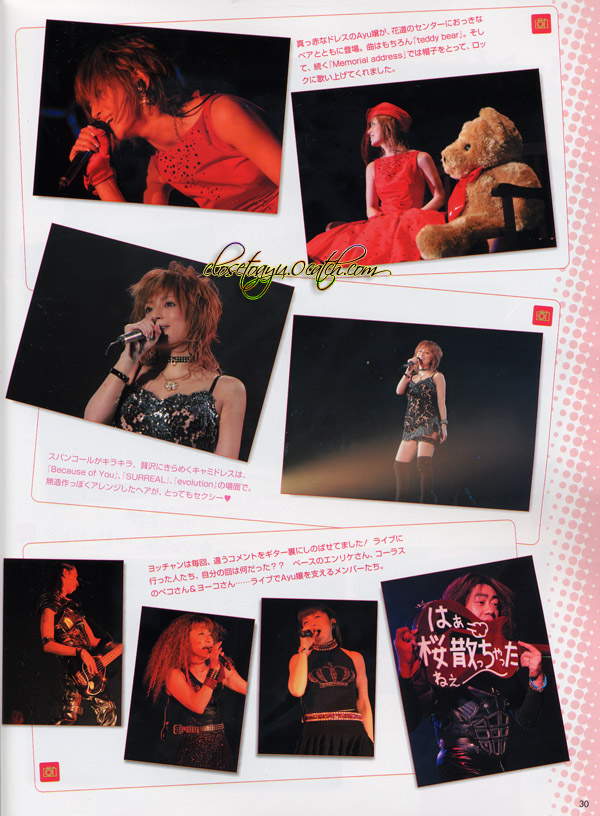 真っ赤なドレスのAyu嬢が、花道のセンターにおっきな
ベアとともに登場。曲はもちろん『teddy bear』。そし
て、続く『Memorial address』では帽子をとって、ロッ
クに歌い上げてくれました。
closetoayu.0catch.com
スパンコールがキラキラ、贅沢にきらめくキャミドレスは、
『Because of You』、『SURREAL』、『evolution』の場面で。
無造作っぽくアレンジしたヘアが、とってもセクシー♥
ヨッチャンは毎回、違うコメントをギター裏にしのばせてました！ライブに
行った人たち、自分の回は何だった？？ ベースのエンリケさん、コーラス
のペコさん＆ヨーコさん……ライブでAyu嬢を支えるメンバーたち。
はぁー
桜散っちゃった
ねぇ
30